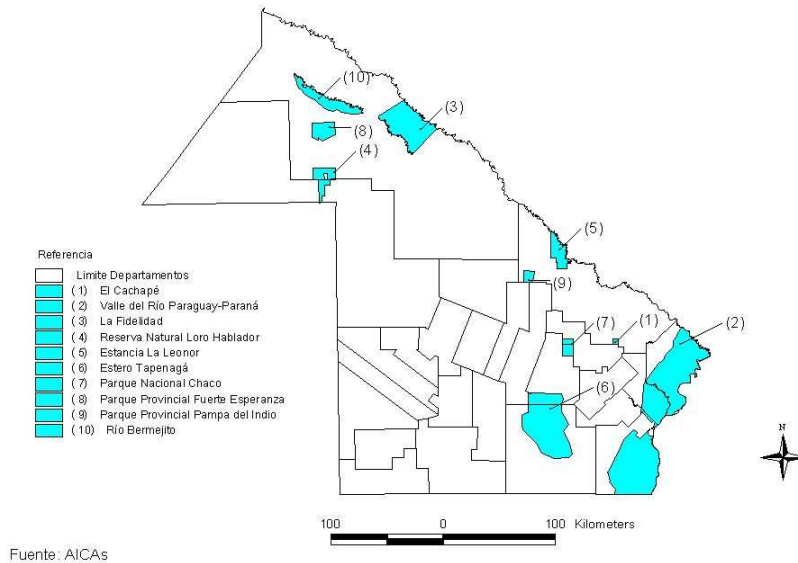 (10)
(3)
(8)
(4)
(5)
(9)
(7)
(1)
(2)
(6)
Referencia
Limite Departamentos
(1) El Cachapé
(2) Valle del Río Paraguay-Paraná
(3) La Fidelidad
(4) Reserva Natural Loro Hablador
(5) Estancia La Leonor
(6) Estero Tapenagá
(7) Parque Nacional Chaco
(8) Parque Provincial Fuerte Esperanza
(9) Parque Provincial Pampa del Indio
(10) Río Bermejito
N
100 0 100 Kilometers
Fuente: AICAs